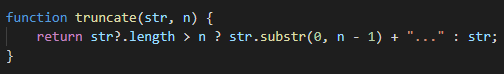 function truncate(str, n) {
    return str?.length > n ? str.substr(0, n - 1) + "..." : str;
}